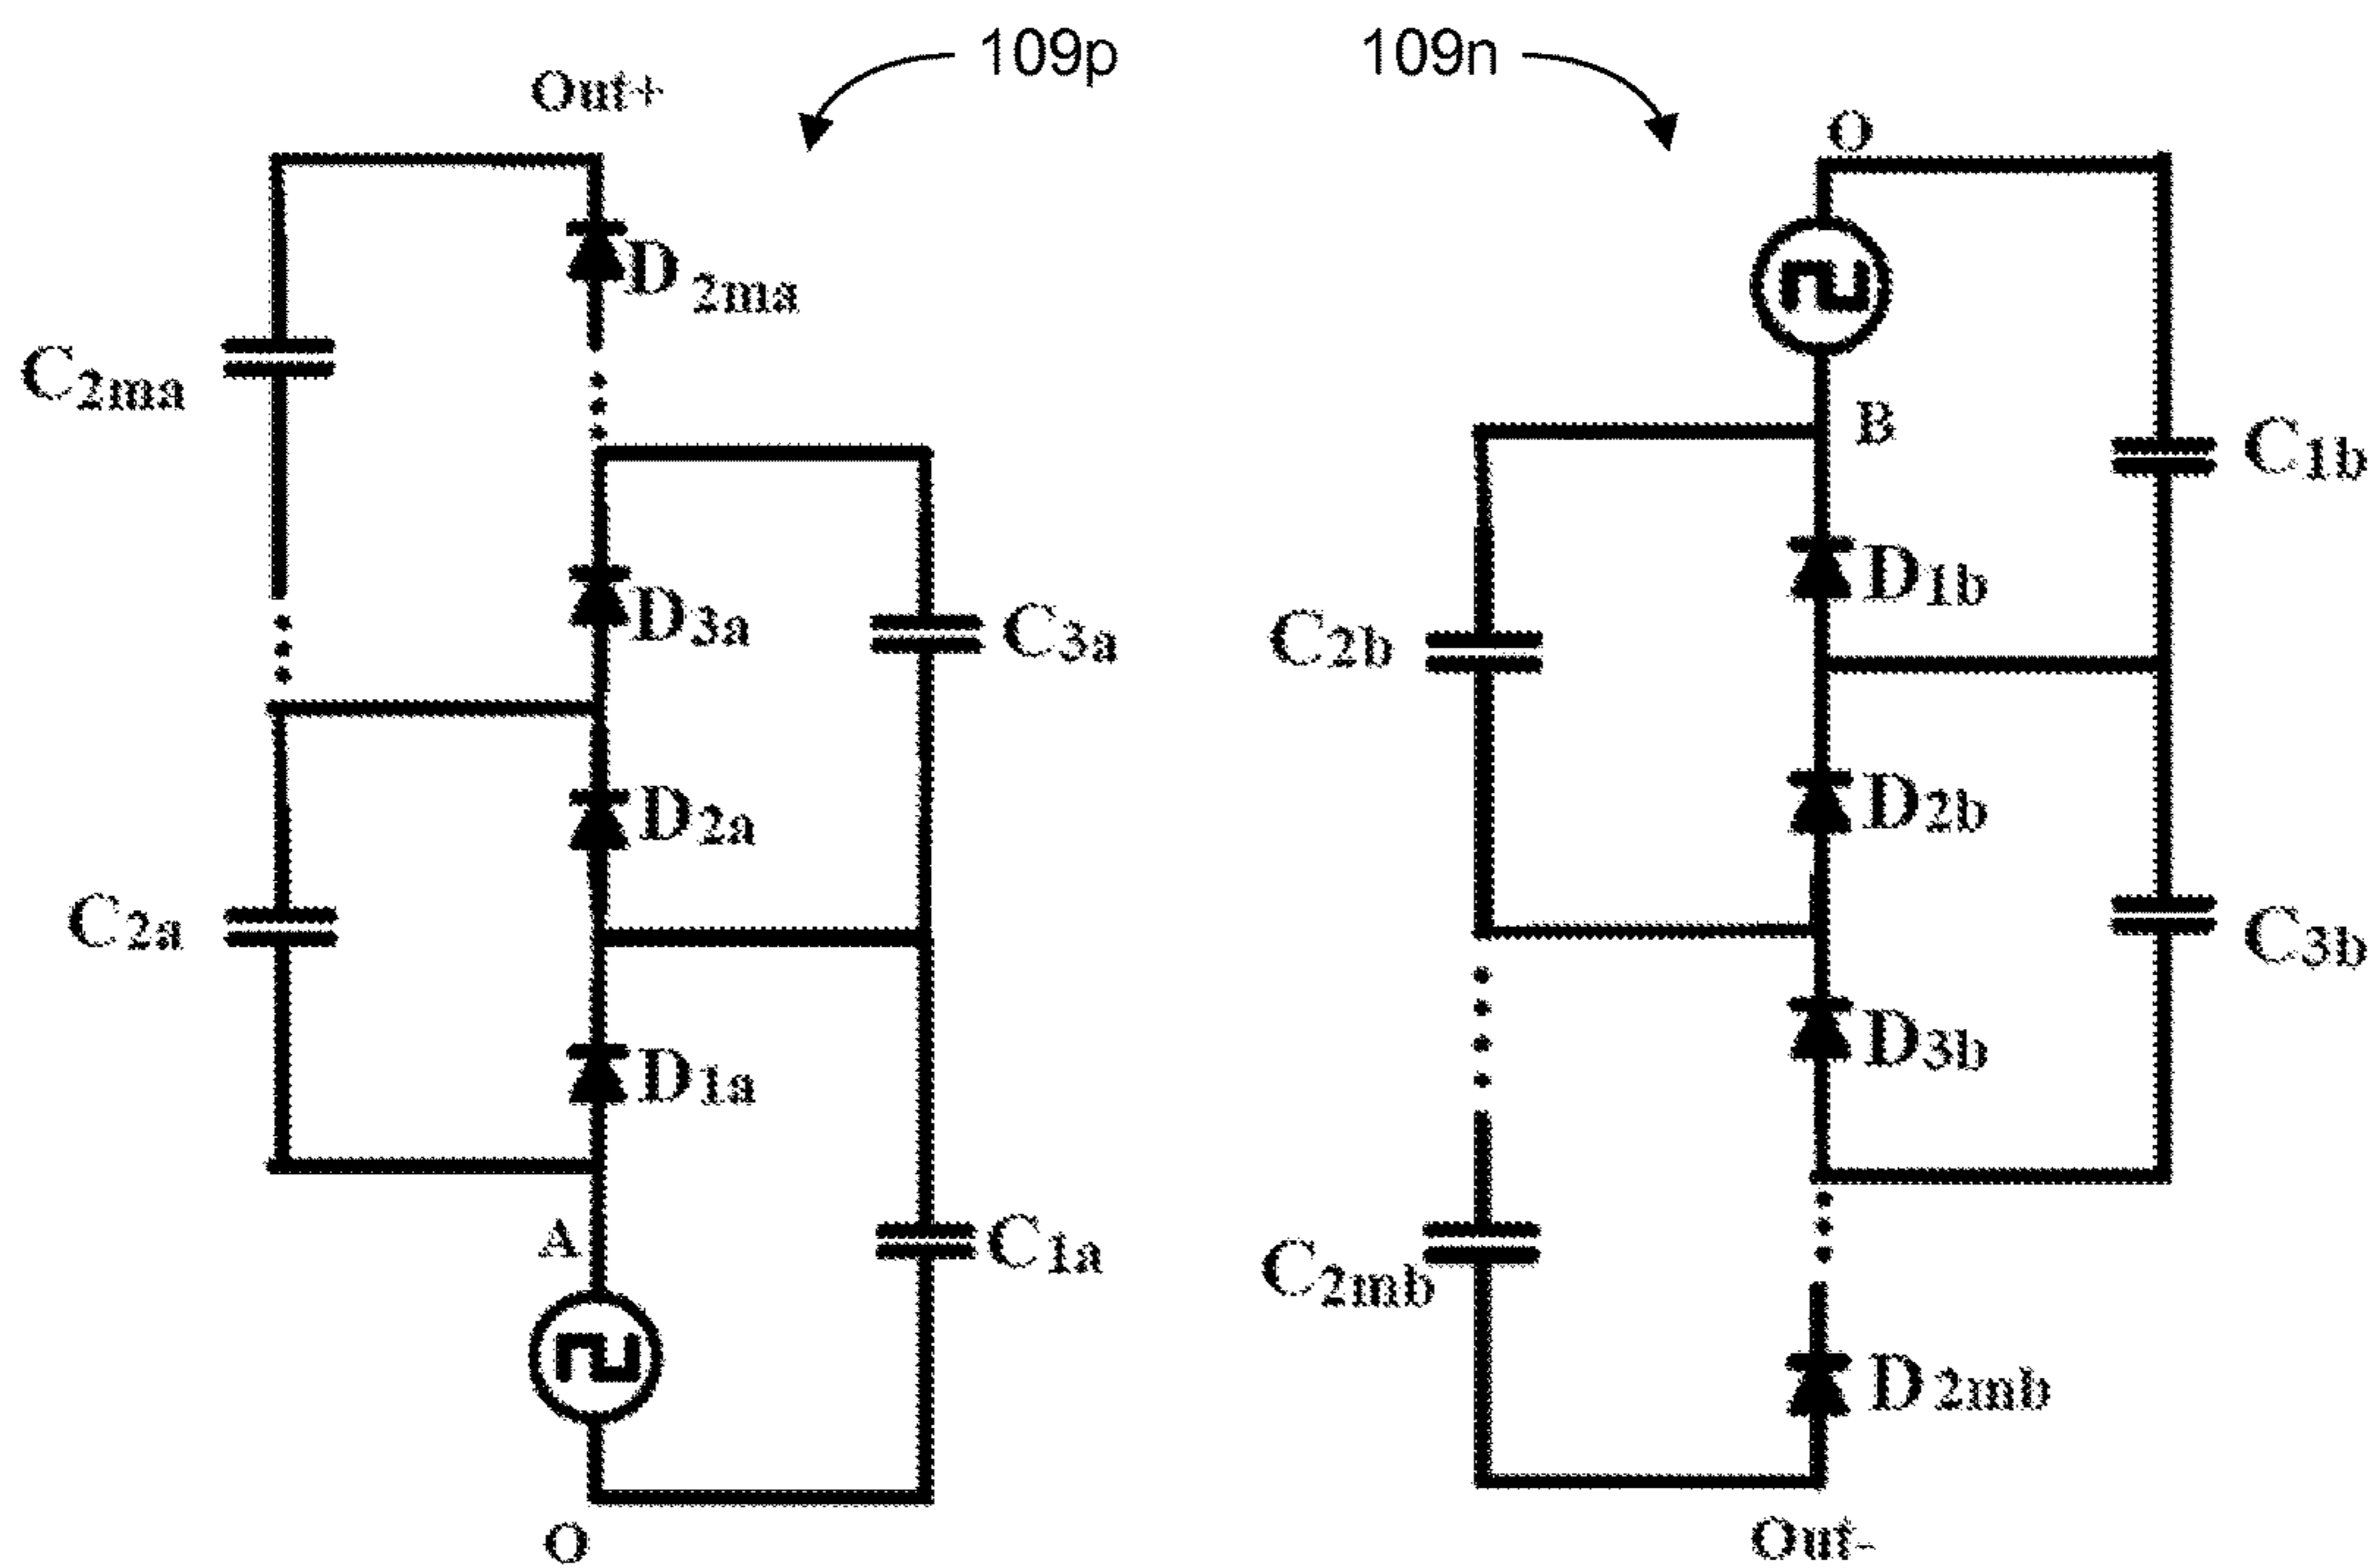 109p
Out+
D2ma
C2ma
D3a
C3a
D2a
C2a
D1a
A
C1a
O
109n
O
B
C1b
D1b
C2b
D2b
C3b
D3b
C2mb
D2mb
Out-